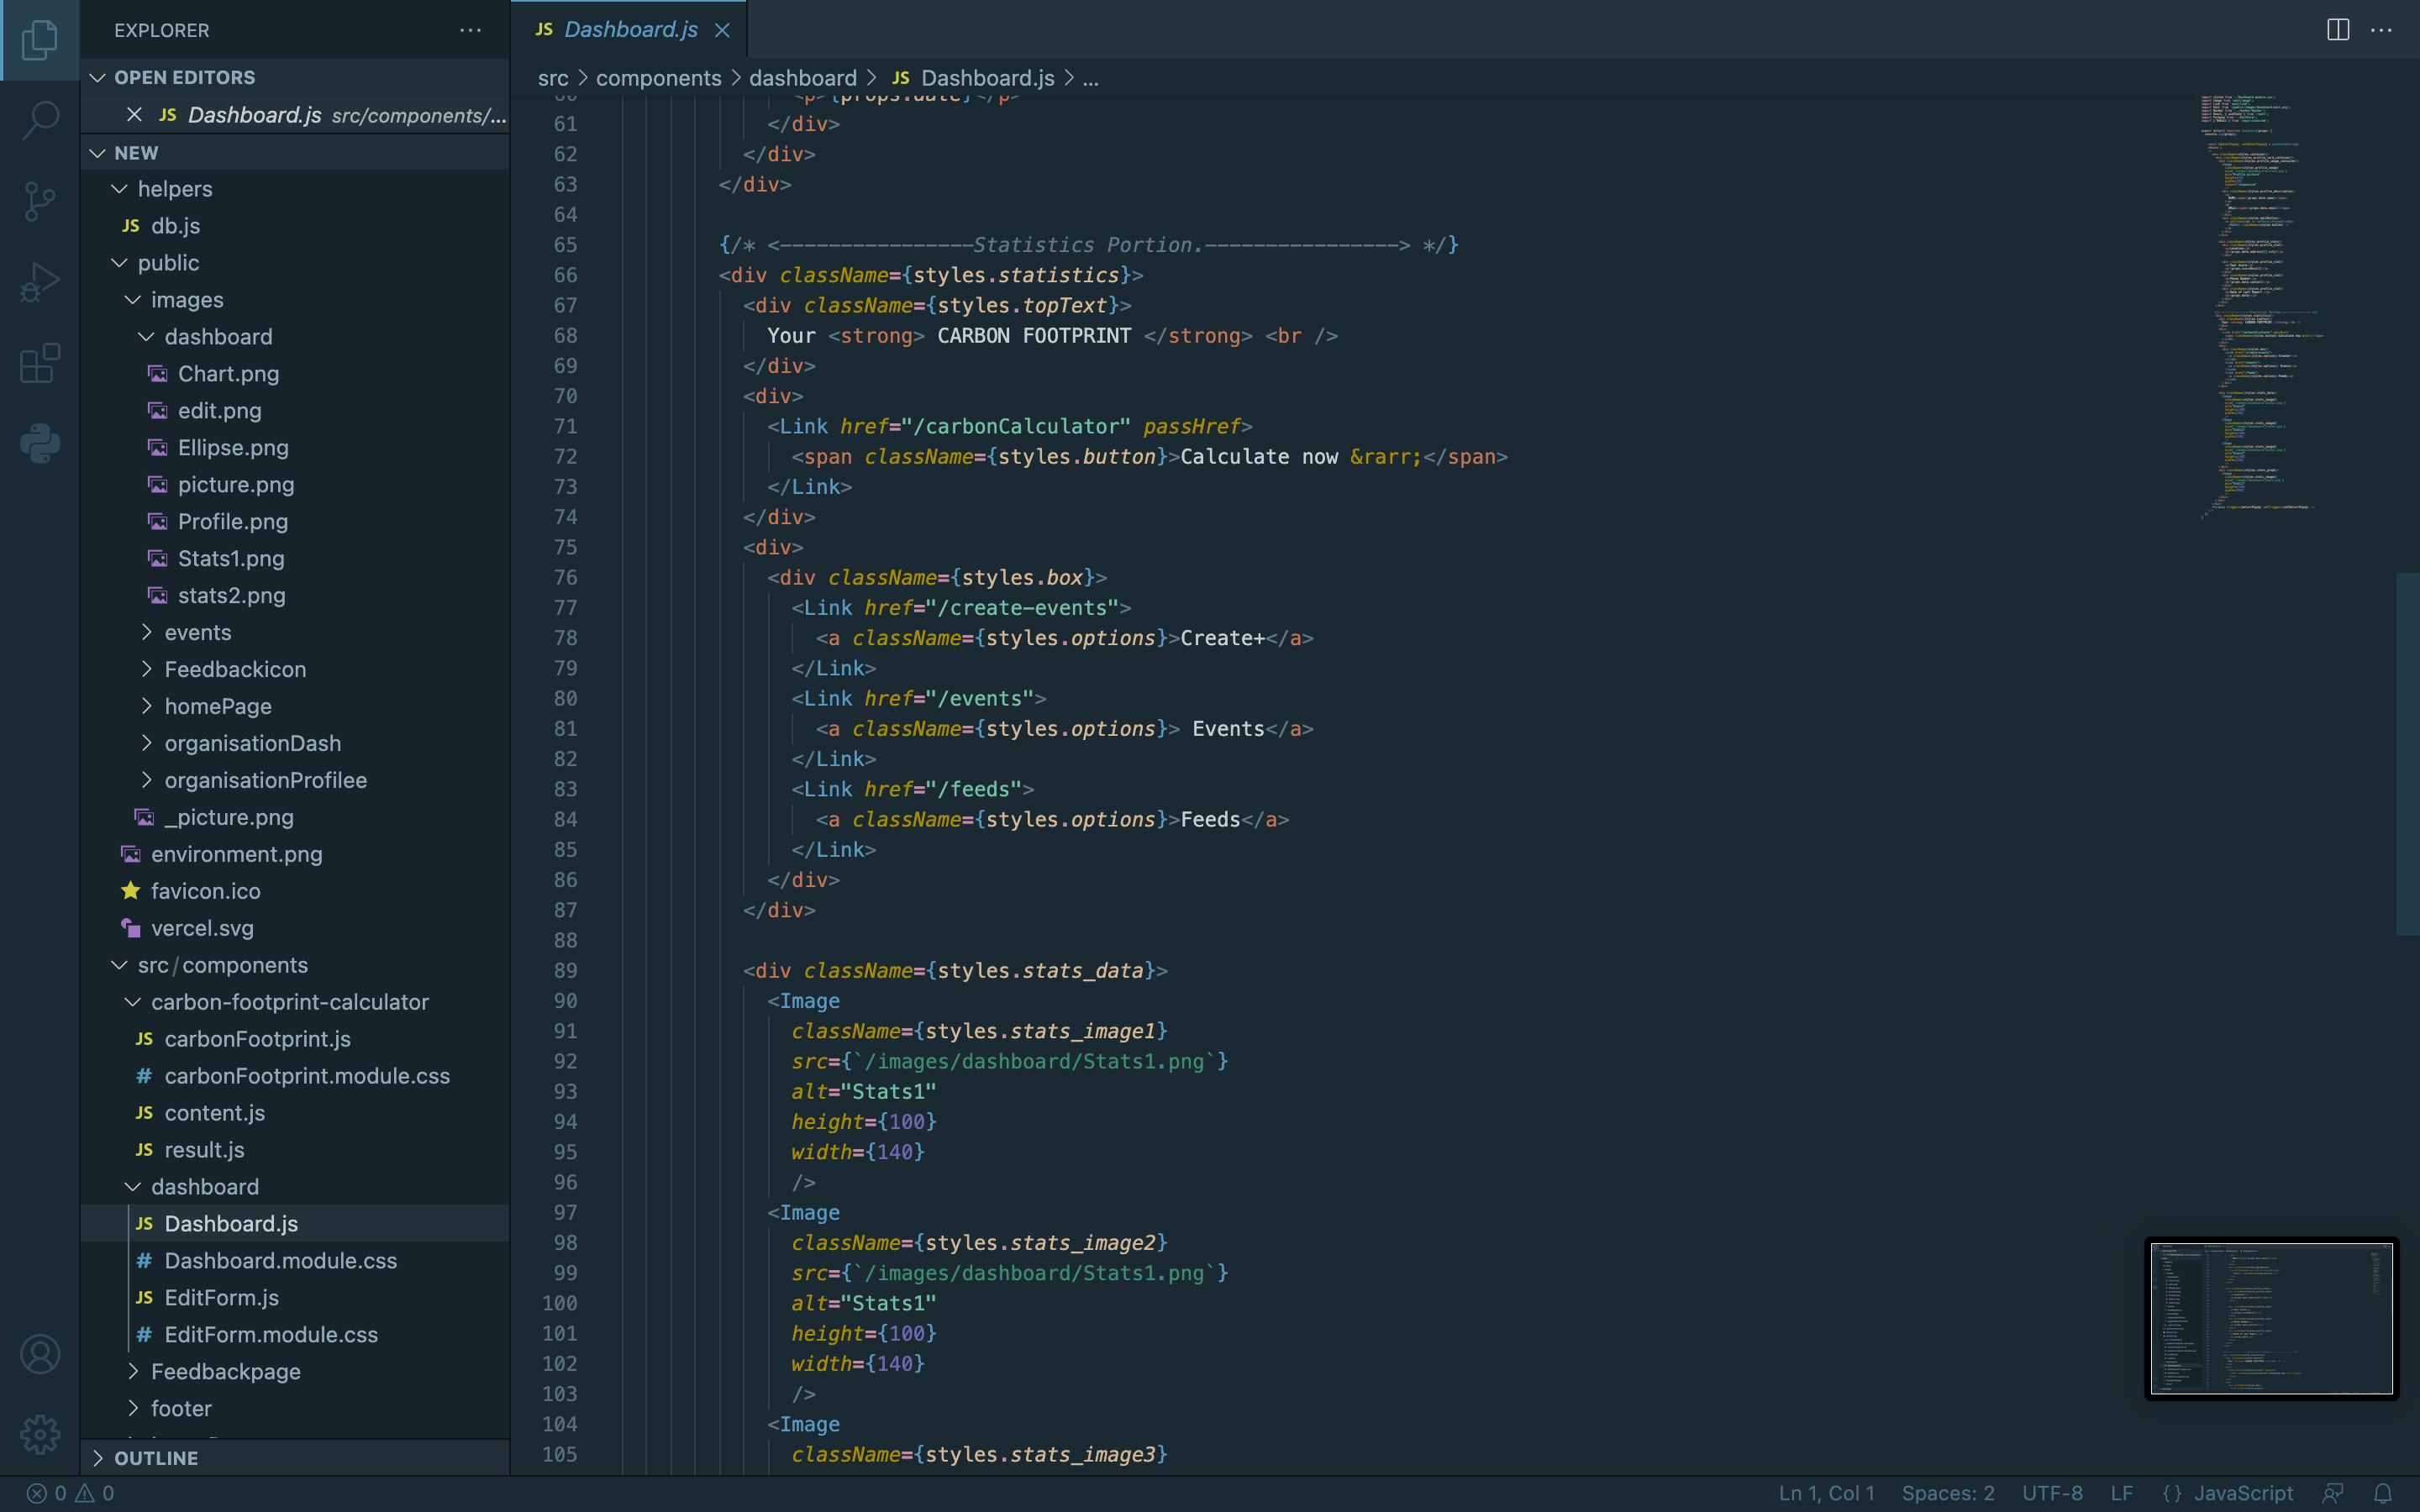 EXPLORER
OPEN EDITORS
JS Dashboard.js src/components/...
NEW
helpers
JS db.js
public
images
dashboard
Chart.png
edit.png
Ellipse.png
picture.png
Profile.png
Stats1.png
stats2.png
events
Feedbackicon
homePage
organisationDash
organisationProfilee
_picture.png
environment.png
favicon.ico
vercel.svg
src/components
carbon-footprint-calculator
JS carbonFootprint.js
# carbonFootprint.module.css
JS content.js
JS result.js
dashboard
JS Dashboard.js
# Dashboard.module.css
JS EditForm.js
# EditForm.module.css
Feedbackpage
footer
OUTLINE
JS Dashboard.js
src > components > dashboard > JS Dashboard.js > ...
60 <p>{props.date}</p>
61 </div>
62 </div>
63 </div>
64
65 {/* <----------------Statistics Portion.----------------> */}
66 <div className={styles.statistics}>
67 <div className={styles.topText}>
68 Your <strong> CARBON FOOTPRINT </strong> <br />
69 </div>
70 <div>
71 <Link href="/carbonCalculator" passHref>
72 <span className={styles.button}>Calculate now &rarr;</span>
73 </Link>
74 </div>
75 <div>
76 <div className={styles.box}>
77 <Link href="/create-events">
78 <a className={styles.options}>Create+</a>
79 </Link>
80 <Link href="/events">
81 <a className={styles.options}> Events</a>
82 </Link>
83 <Link href="/feeds">
84 <a className={styles.options}>Feeds</a>
85 </Link>
86 </div>
87 </div>
88
89 <div className={styles.stats_data}>
90 <Image
91 className={styles.stats_image1}
92 src={`/images/dashboard/Stats1.png`}
93 alt="Stats1"
94 height={100}
95 width={140}
96 />
97 <Image
98 className={styles.stats_image2}
99 src={`/images/dashboard/Stats1.png`}
100 alt="Stats1"
101 height={100}
102 width={140}
103 />
104 <Image
105 className={styles.stats_image3}
0 0
Ln 1, Col 1 Spaces: 2 UTF-8 LF {} JavaScript